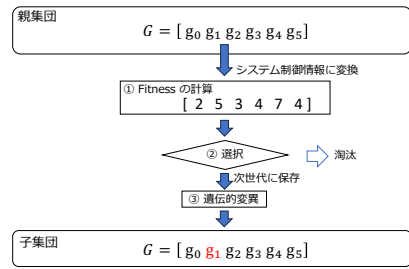 親集団
G = [ g₀ g₁ g₂ g₃ g₄ g₅ ]
システム制御情報に変換
① Fitness の計算
[ 2 5 3 4 7 4 ]
② 選択
淘汰
次世代に保存
③ 遺伝的変異
子集団
G = [ g₀ g₁ g₂ g₃ g₄ g₅ ]